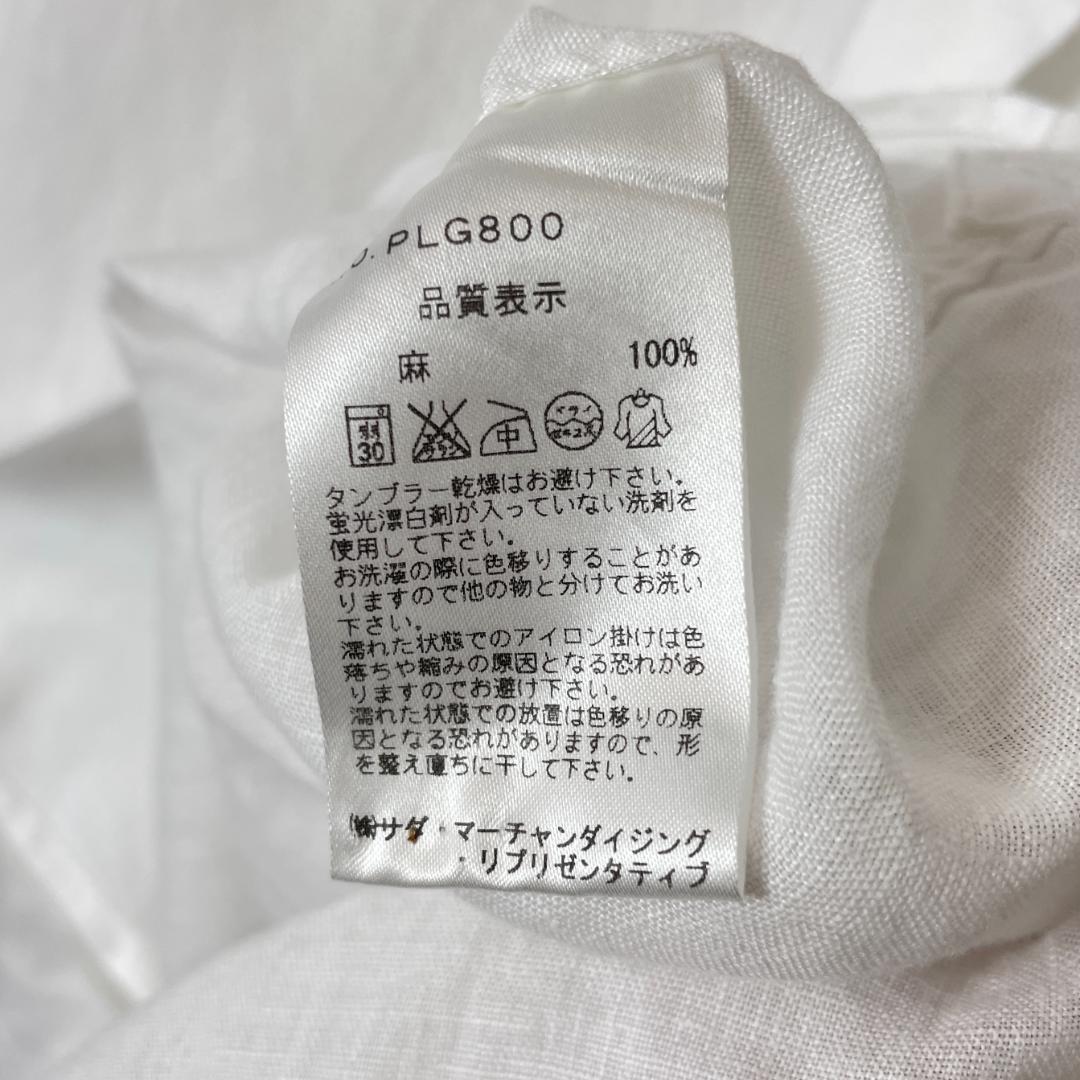 O. PLG800
品質表示
麻 100%
弱 30 中 ドライ セキユ系
タンブラー乾燥はお避け下さい。
蛍光漂白剤が入っていない洗剤を
使用して下さい。
お洗濯の際に色移りすることがあ
りますので他の物と分けてお洗い
下さい。
濡れた状態でのアイロン掛けは色
落ちや縮みの原因となる恐れがあ
りますのでお避け下さい。
濡れた状態での放置は色移りの原
因となる恐れがありますので、形
を整え直ちに干して下さい。
㈱サダ・マーチャンダイジング
・リプリゼンタティブ